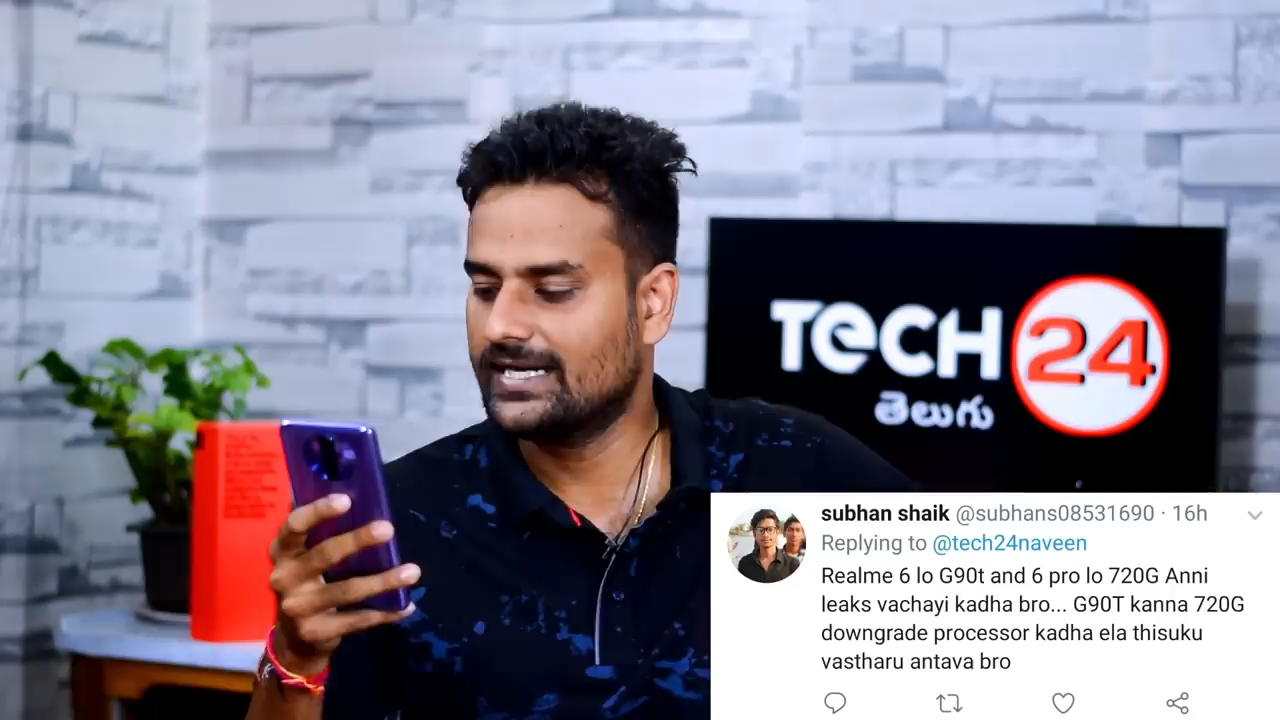 TECH 24
తెలుగు
subhan shaik @subhans08531690 · 16h
Replying to @tech24naveen
Realme 6 lo G90t and 6 pro lo 720G Anni
leaks vachayi kadha bro... G90T kanna 720G
downgrade processor kadha ela thisuku
vastharu antava bro